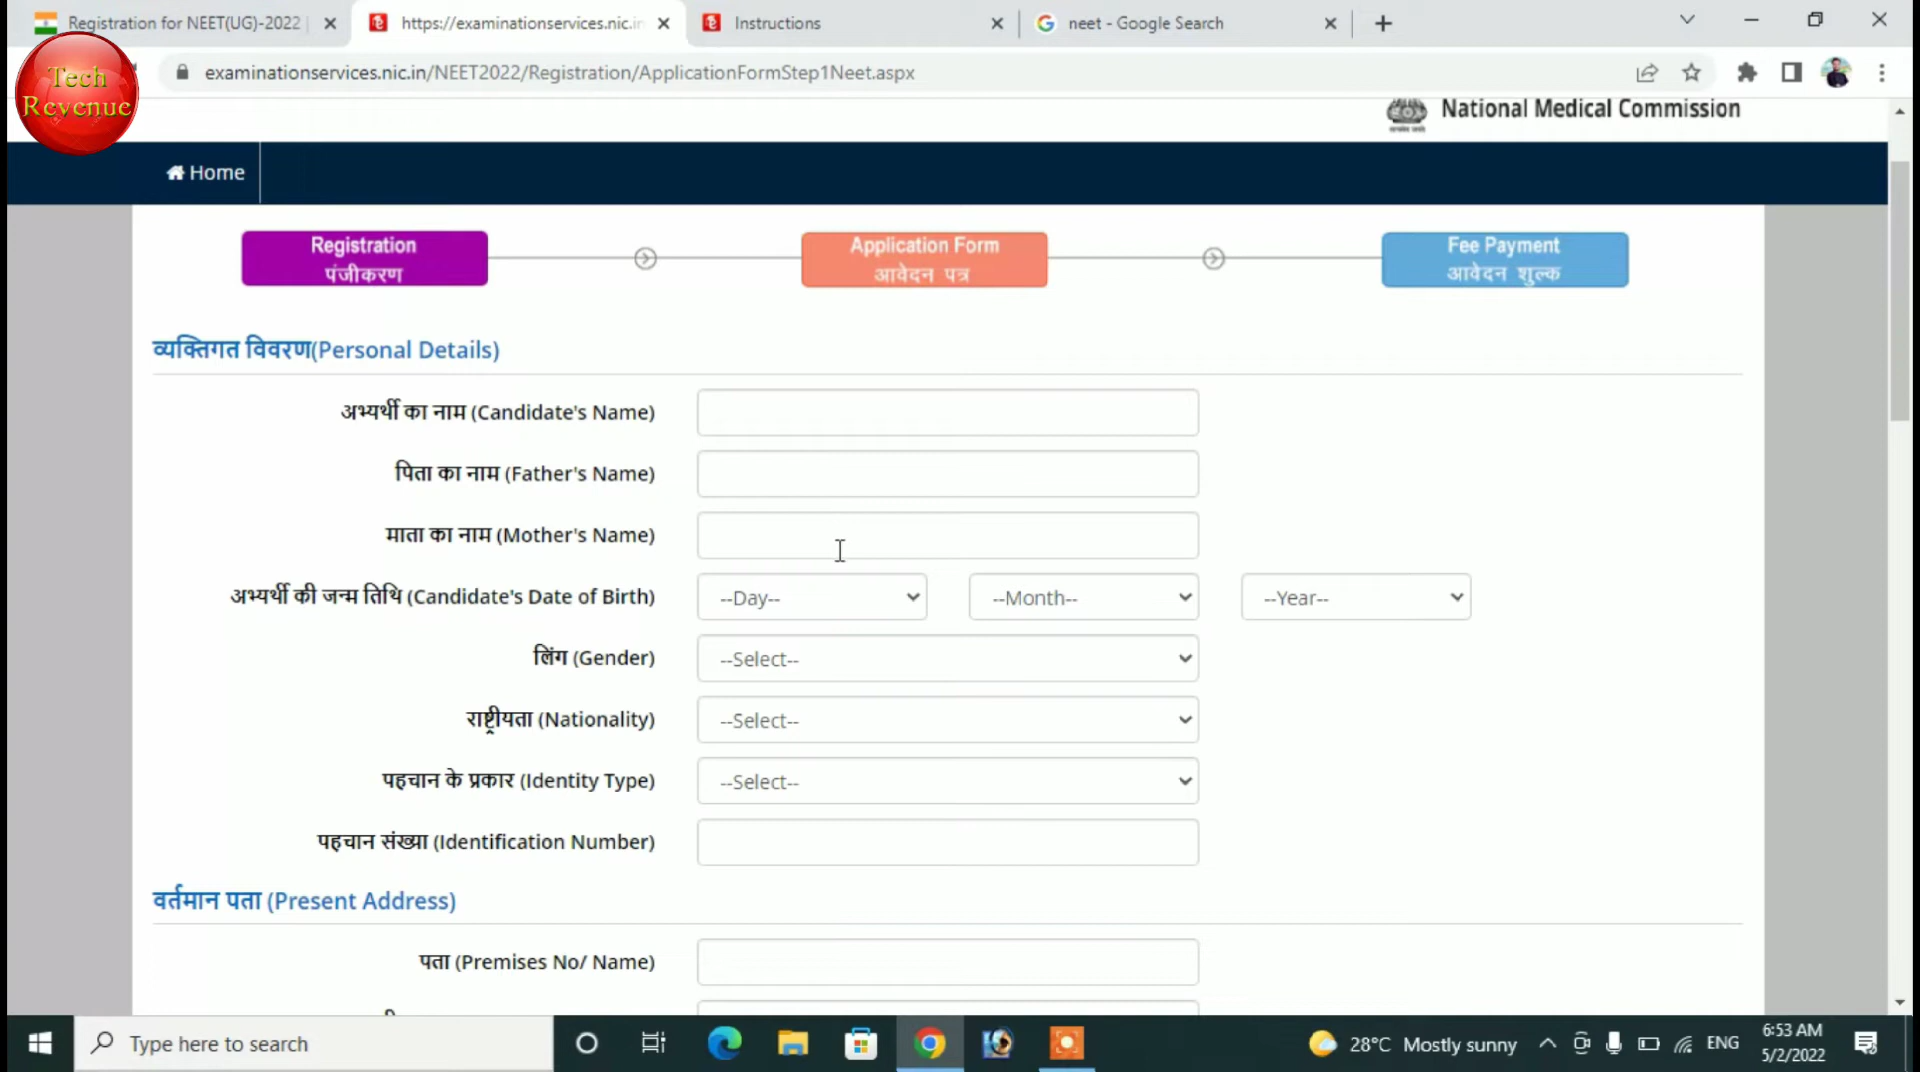 Registration for NEET(UG)-2022 |
https://examinationservices.nic.in
Instructions
neet - Google Search
Tech
Revenue
examinationservices.nic.in/NEET2022/Registration/ApplicationFormStep1Neet.aspx
National Medical Commission
Home
Registration
पंजीकरण
Application Form
आवेदन पत्र
Fee Payment
आवेदन शुल्क
व्यक्तिगत विवरण(Personal Details)
अभ्यर्थी का नाम (Candidate's Name)
पिता का नाम (Father's Name)
माता का नाम (Mother's Name)
अभ्यर्थी की जन्म तिथि (Candidate's Date of Birth) --Day-- --Month-- --Year--
लिंग (Gender) --Select--
राष्ट्रीयता (Nationality) --Select--
पहचान के प्रकार (Identity Type) --Select--
पहचान संख्या (Identification Number)
वर्तमान पता (Present Address)
पता (Premises No/ Name)
Type here to search
28°C Mostly sunny
ENG
6:53 AM
5/2/2022